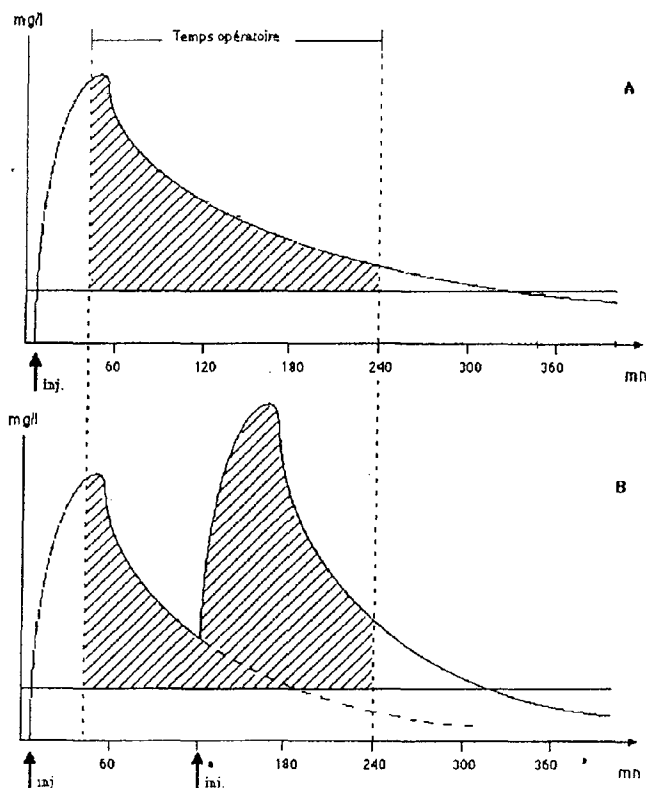 mg/l
Temps opératoire
A
60 120 180 240 300 360
mn
inj.
mg/l
B
60 180 240 300 360
mn
inj inj.